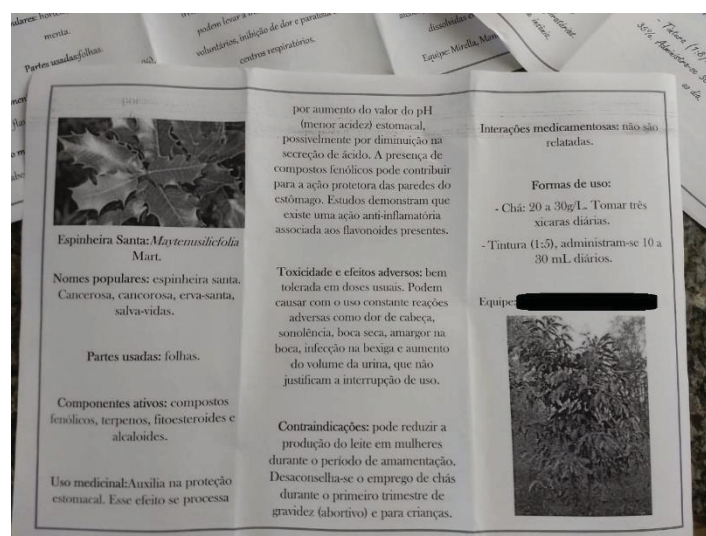 menta.
Partes usadas:folhas.
podem levar a
voluntários, inibição de dor e
centros respiratórios.
dissolvidas
Equipe: Mirella,
Tintura (1:5)
Espinheira Santa:Maytenusiliefolia
Mart.
Nomes populares: espinheira santa.
Cancerosa, cancorosa, erva-santa,
salva-vidas.
Partes usadas: folhas.
Componentes ativos: compostos
fenólicos, terpenos, fitoesteroides e
alcaloides.
Uso medicinal:Auxilia na proteção
estomacal. Esse efeito se processa
por aumento do valor do pH
(menor acidez) estomacal,
possivelmente por diminuição na
secreção de ácido. A presença de
compostos fenólicos pode contribuir
para a ação protetora das paredes do
estômago. Estudos demonstram que
existe uma ação anti-inflamatória
associada aos flavonoides presentes.
Toxicidade e efeitos adversos: bem
tolerada em doses usuais. Podem
causar com o uso constante reações
adversas como dor de cabeça,
sonolência, boca seca, amargor na
boca, infecção na bexiga e aumento
do volume da urina, que não
justificam a interrupção de uso.
Contraindicações: pode reduzir a
produção do leite em mulheres
durante o período de amamentação.
Desaconselha-se o emprego de chás
durante o primeiro trimestre de
gravidez (abortivo) e para crianças.
Interações medicamentosas: não são
relatadas.
Formas de uso:
- Chá: 20 a 30g/L. Tomar três
xicaras diárias.
- Tintura (1:5), administram-se 10 a
30 mL diários.
Equipe: